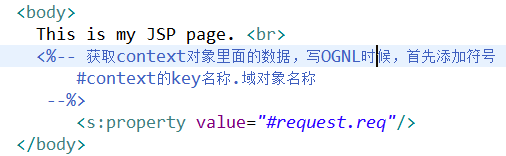 <body>
This is my JSP page. <br>
<%-- 获取context对象里面的数据，写OGNL时候，首先添加符号
#context的key名称.域对象名称
--%>
<s:property value="#request.req"/>
</body>